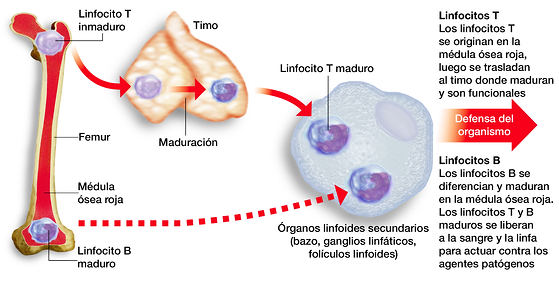 Linfocito T
inmaduro
Timo
Linfocito T maduro
Maduración
Femur
Médula
ósea roja
Linfocito B
maduro
Órganos linfoides secundarios
(bazo, ganglios linfáticos,
folículos linfoides)
Linfocitos T
Los linfocitos T
se originan en la
médula ósea roja,
luego se trasladan
al timo donde maduran
y son funcionales
Defensa del
organismo
Linfocitos B
Los linfocitos B se
diferencian y maduran
en la médula ósea roja.
Los linfocitos T y B
maduros se liberan
a la sangre y la linfa
para actuar contra los
agentes patógenos